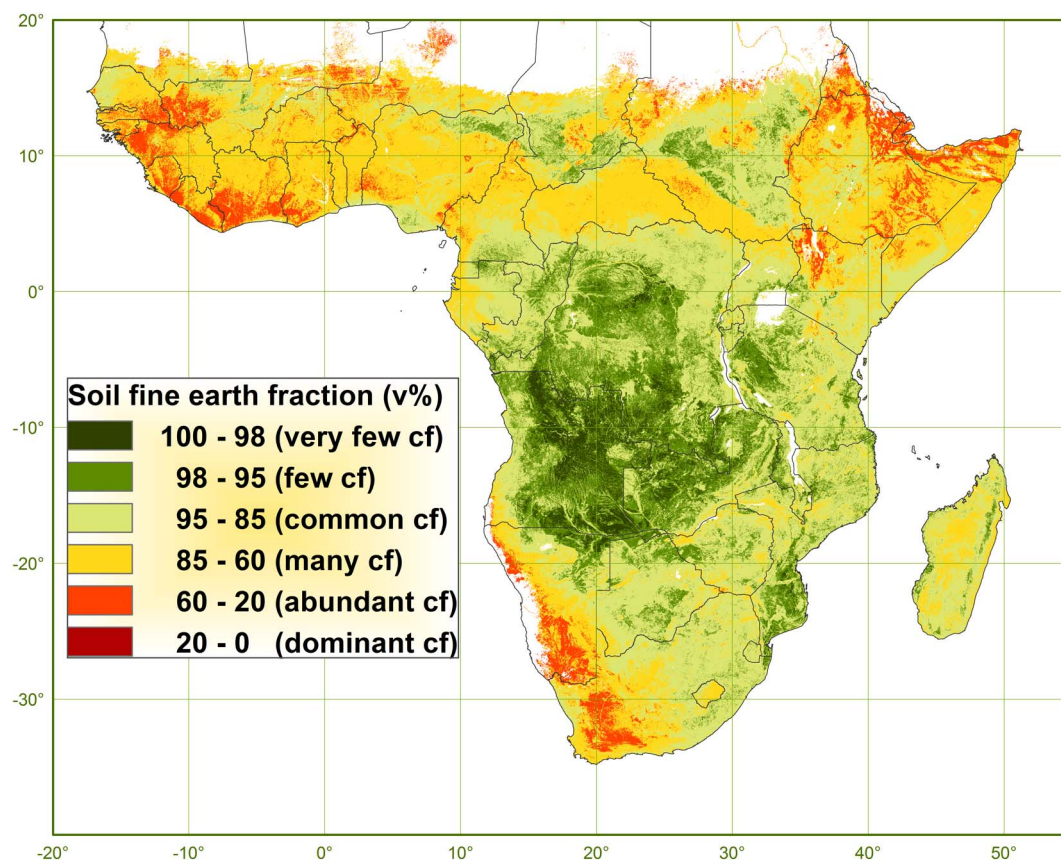 20°
10°
0°
Soil fine earth fraction (v%)
100 - 98 (very few cf)
98 - 95 (few cf)
-10°
95 - 85 (common cf)
85 - 60 (many cf)
-20°
60 - 20 (abundant cf)
20 - 0 (dominant cf)
-30°
-20°
-20° -10° 0° 10° 20° 30° 40° 50°